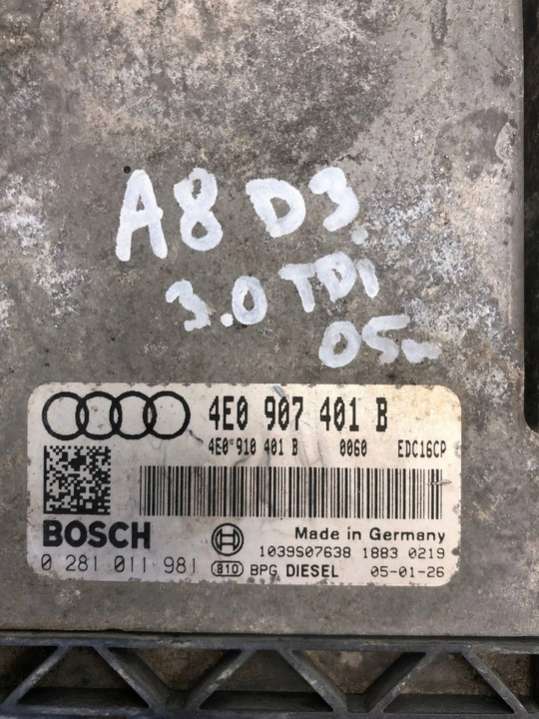 A8 D3
3.0 TDI
05м
4E0 907 401 B
4E0*910 401 B 0060 EDC16CP
BOSCH Made in Germany
1039S07638 1883 0219
0 281 011 981 810 BPG DIESEL 05-01-26